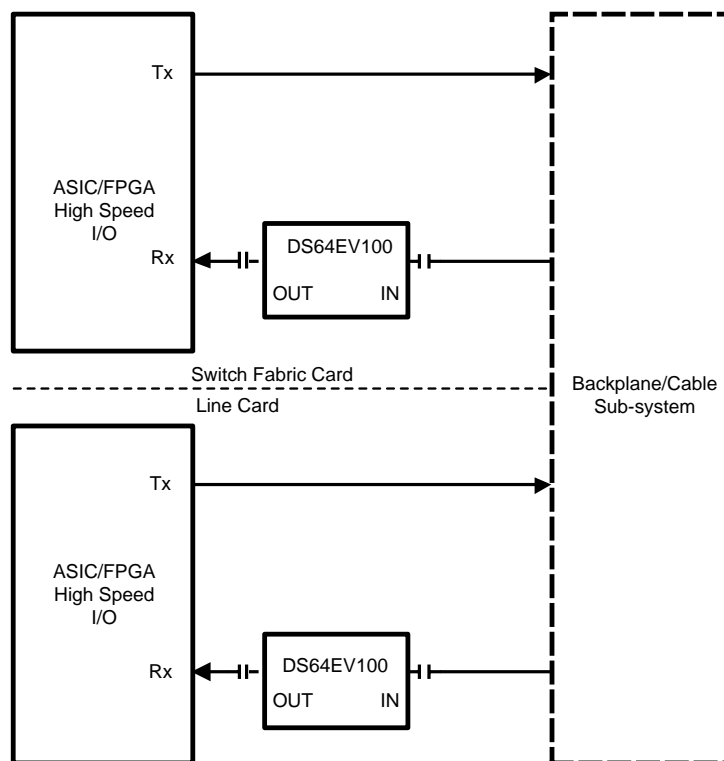 Tx
ASIC/FPGA
High Speed
I/O
Rx
DS64EV100
OUT IN
Switch Fabric Card
Line Card
Backplane/Cable
Sub-system
Tx
ASIC/FPGA
High Speed
I/O
Rx
DS64EV100
OUT IN